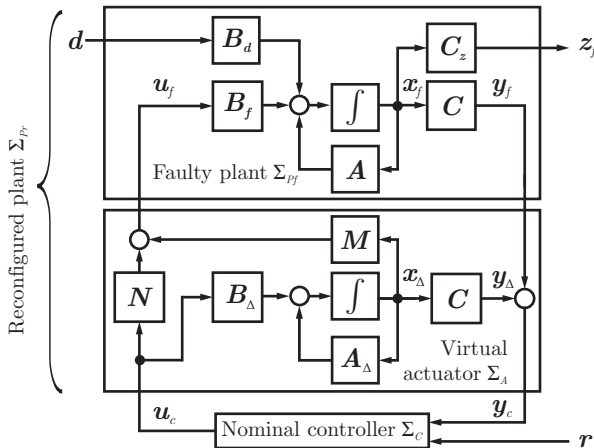 d
B_d
C_z
z_f
u_f
B_f
∫
x_f
C
y_f
A
Faulty plant Σ_Pf
Reconfigured plant Σ_Pr
M
N
B_Δ
∫
x_Δ
C
y_Δ
A_Δ
Virtual
actuator Σ_A
u_c
Nominal controller Σ_C
y_c
r